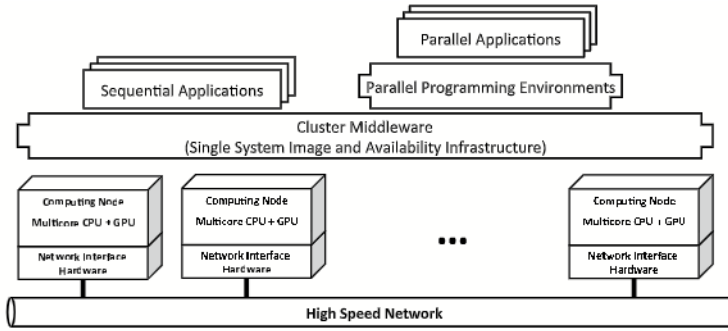 Parallel Applications
Sequential Applications
Parallel Programming Environments
Cluster Middleware
(Single System Image and Availability Infrastructure)
Computing Node
Multicore CPU + GPU
Network Interface
Hardware
Computing Node
Multicore CPU + GPU
Network Interface
Hardware
...
Computing Node
Multicore CPU + GPU
Network Interface
Hardware
High Speed Network